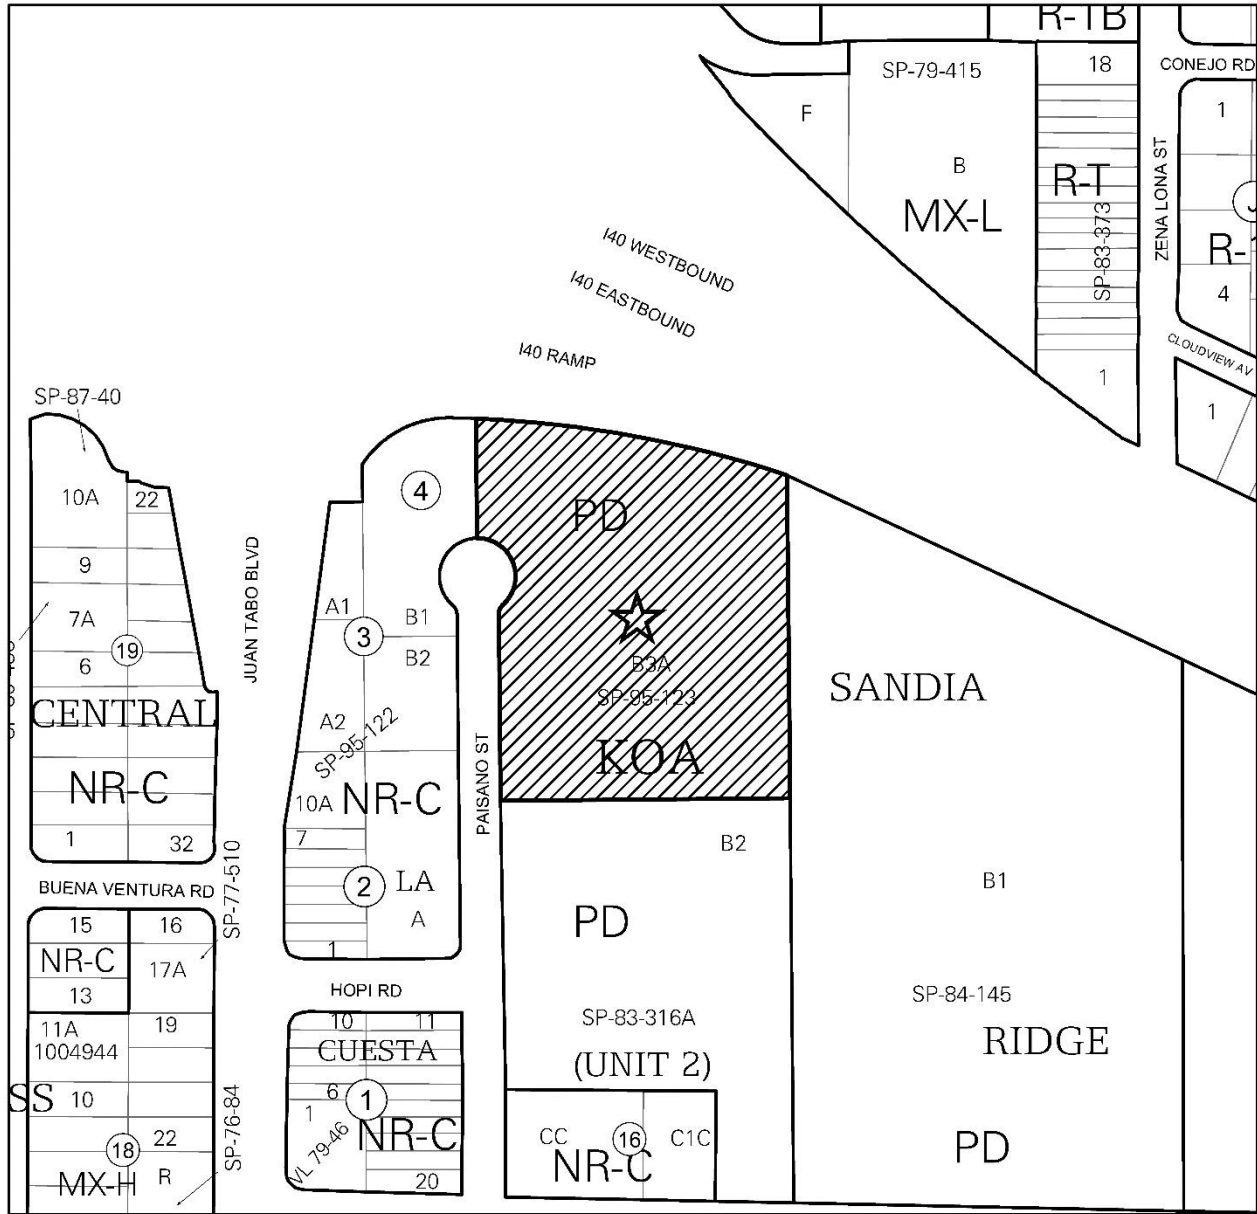 R-TB
SP-79-415
18
CONEJO RD
F
1
B
R-T
ZENA LONA ST
MX-L
SP-83-373
R-
4
I40 WESTBOUND
I40 EASTBOUND
I40 RAMP
CLOUDVIEW AV
1
1
SP-87-40
10A
22
4
PD
JUAN TABO BLVD
9
7A
A1
B1
19
3
6
B2
B3A
SP-95-123
SANDIA
CENTRAL
A2
SP-95-122
KOA
PAISANO ST
NR-C
10A
NR-C
1
32
7
B2
SP-77-510
BUENA VENTURA RD
2
LA
B1
A
PD
15
16
NR-C
17A
1
13
HOPI RD
SP-84-145
11A
19
10
11
SP-83-316A
1004944
CUESTA
RIDGE
(UNIT 2)
SS
10
6
1
1
SP-76-84
NR-C
CC
16
C1C
18
22
VL 79-46
PD
MX-H
R
20
NR-C